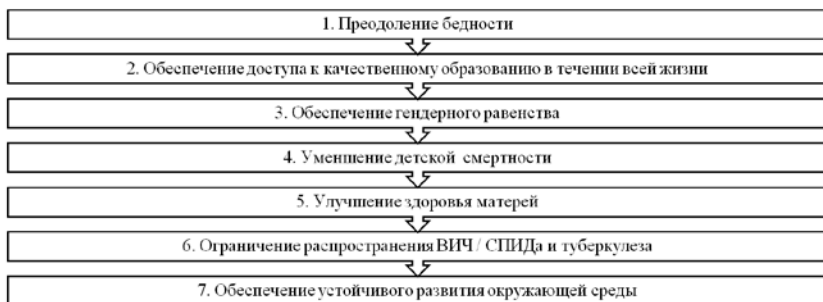 1. Преодоление бедности
2. Обеспечение доступа к качественному образованию в течении всей жизни
3. Обеспечение гендерного равенства
4. Уменшение детской смертности
5. Улучшение здоровья матерей
6. Ограничение распространения ВИЧ / СПИДа и туберкулеза
7. Обеспечение устойчивого развития окружающей среды